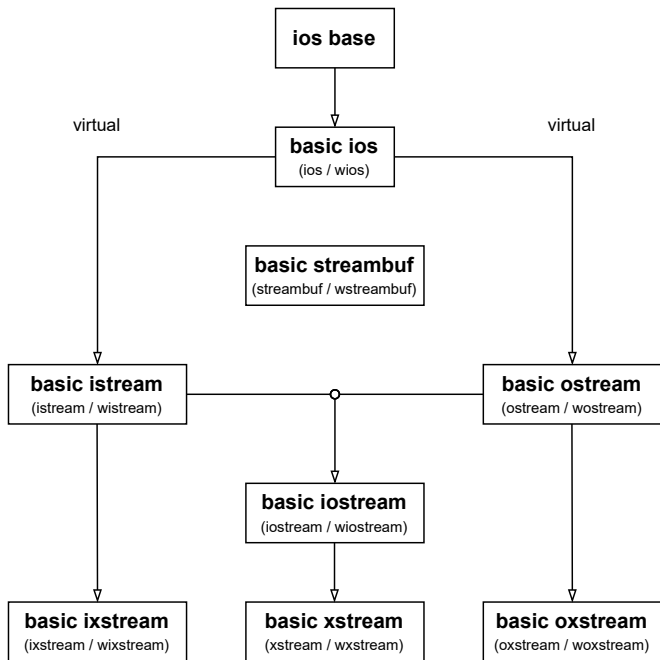 ios base
virtual
virtual
basic ios
(ios / wios)
basic streambuf
(streambuf / wstreambuf)
basic istream
(istream / wistream)
basic ostream
(ostream / wostream)
basic iostream
(iostream / wiostream)
basic ixstream
(ixstream / wixstream)
basic xstream
(xstream / wxstream)
basic oxstream
(oxstream / woxstream)